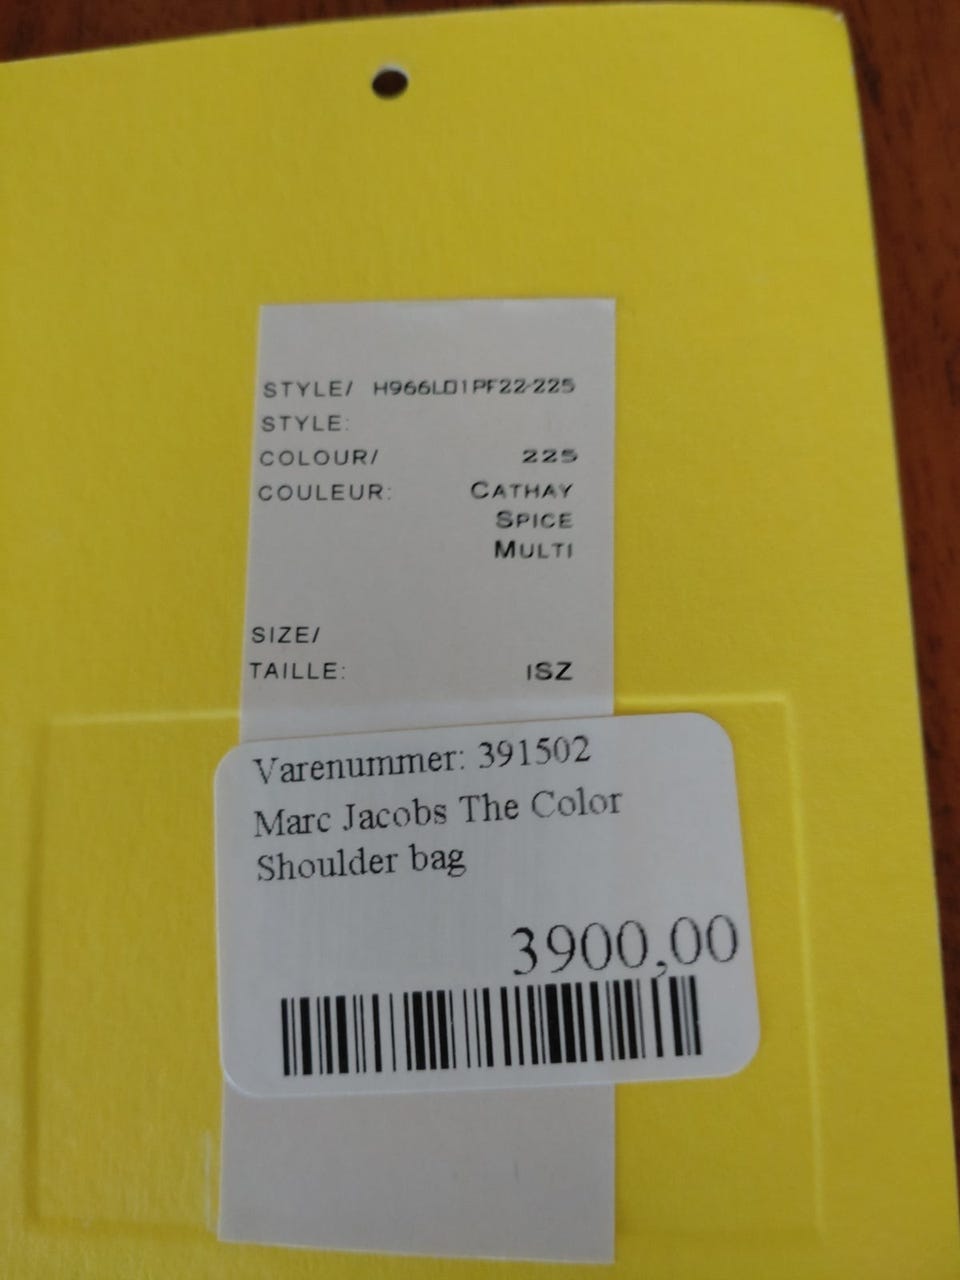 STYLE/ H966L01PF22-225
STYLE:
COLOUR/ 225
COULEUR: CATHAY
SPICE
MULTI
SIZE/
TAILLE: 1SZ
Varenummer: 391502
Marc Jacobs The Color
Shoulder bag
3900,00